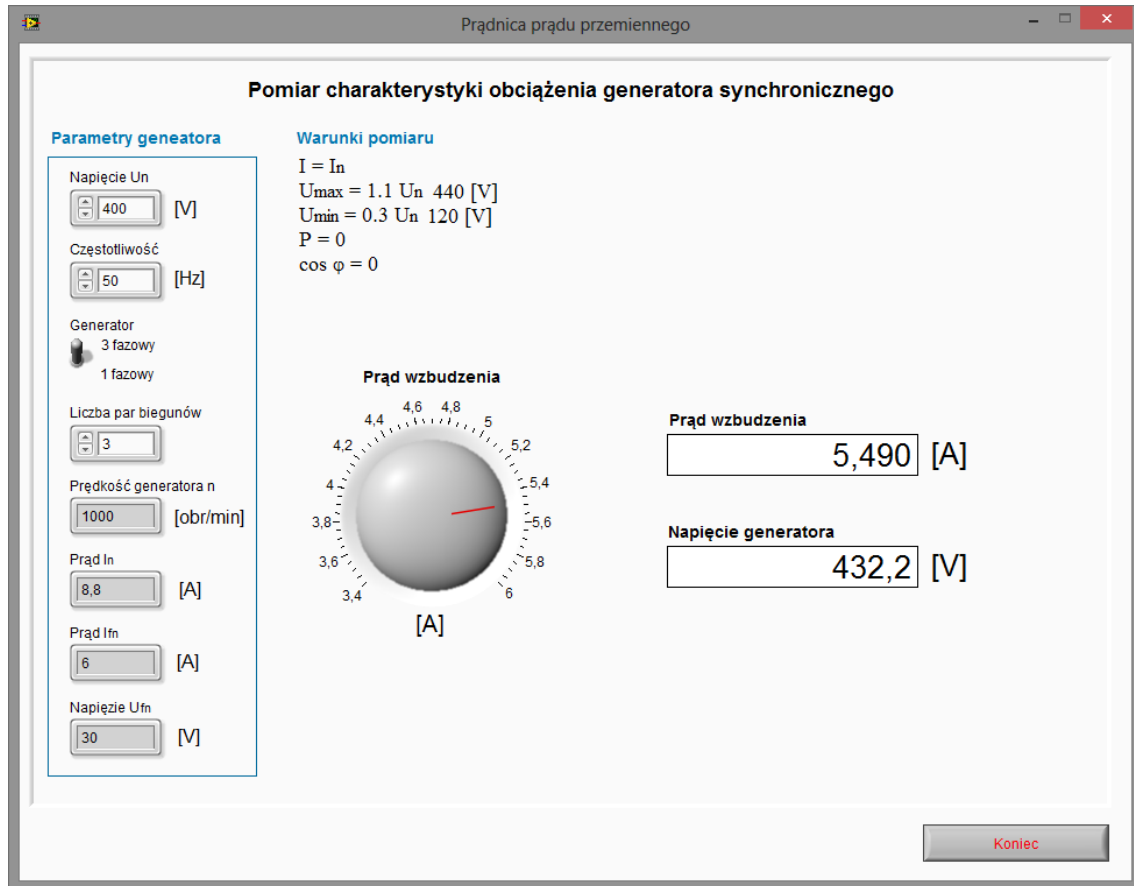 Prądnica prądu przemiennego
Pomiar charakterystyki obciążenia generatora synchronicznego
Parametry geneatora
Napięcie Un
400 [V]
Częstotliwość
50 [Hz]
Generator
3 fazowy
1 fazowy
Liczba par biegunów
3
Prędkość generatora n
1000 [obr/min]
Prąd In
8,8 [A]
Prąd Ifn
6 [A]
Napięzie Ufn
30 [V]
Warunki pomiaru
I = In
Umax = 1.1 Un 440 [V]
Umin = 0.3 Un 120 [V]
P = 0
cos φ = 0
Prąd wzbudzenia
3,4
3,6
3,8
4
4,2
4,4
4,6
4,8
5
5,2
5,4
5,6
5,8
6
[A]
Prąd wzbudzenia
5,490 [A]
Napięcie generatora
432,2 [V]
Koniec